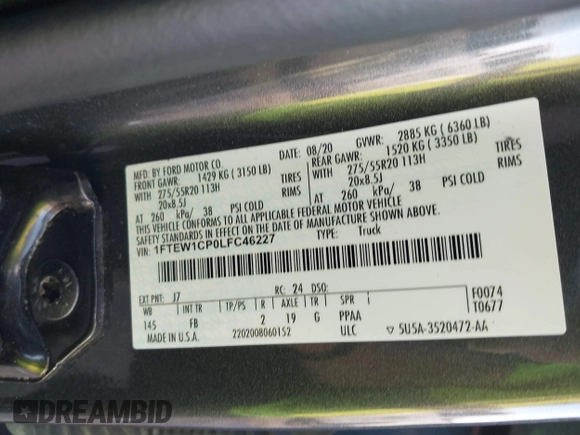 MFD. BY FORD MOTOR CO.
DATE: 08/20
GVWR: 2885 KG ( 6360 LB)
FRONT GAWR: 1429 KG ( 3150 LB)
REAR GAWR: 1520 KG ( 3350 LB)
WITH 275/55R20 113H TIRES
WITH 275/55R20 113H TIRES
20x8.5J RIMS
20x8.5J RIMS
AT 260 kPa/ 38 PSI COLD
AT 260 kPa/ 38 PSI COLD
THIS VEHICLE CONFORMS TO ALL APPLICABLE FEDERAL MOTOR VEHICLE
SAFETY STANDARDS IN EFFECT ON THE DATE OF MANUFACTURE SHOWN ABOVE.
VIN: 1FTEW1CP0LFC46227 TYPE: Truck
EXT PNT: J7 RC: 24 DSO: F0074
WB INT TR TP/PS R AXLE TR SPR T0677
145 FB 2 19 G PPAA
MADE IN U.S.A. 2202008060152 ULC ▽ 5U5A-3520472-AA
DREAMBID